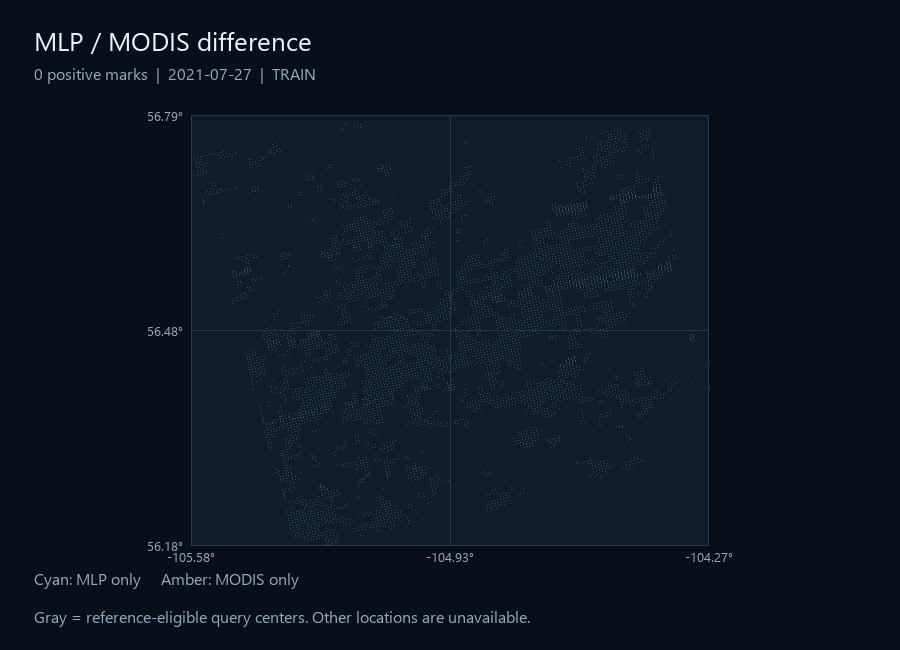 MLP / MODIS difference
0 positive marks | 2021-07-27 | TRAIN
56.79°
56.48°
56.18°
-105.58° -104.93° -104.27°
Cyan: MLP only Amber: MODIS only
Gray = reference-eligible query centers. Other locations are unavailable.